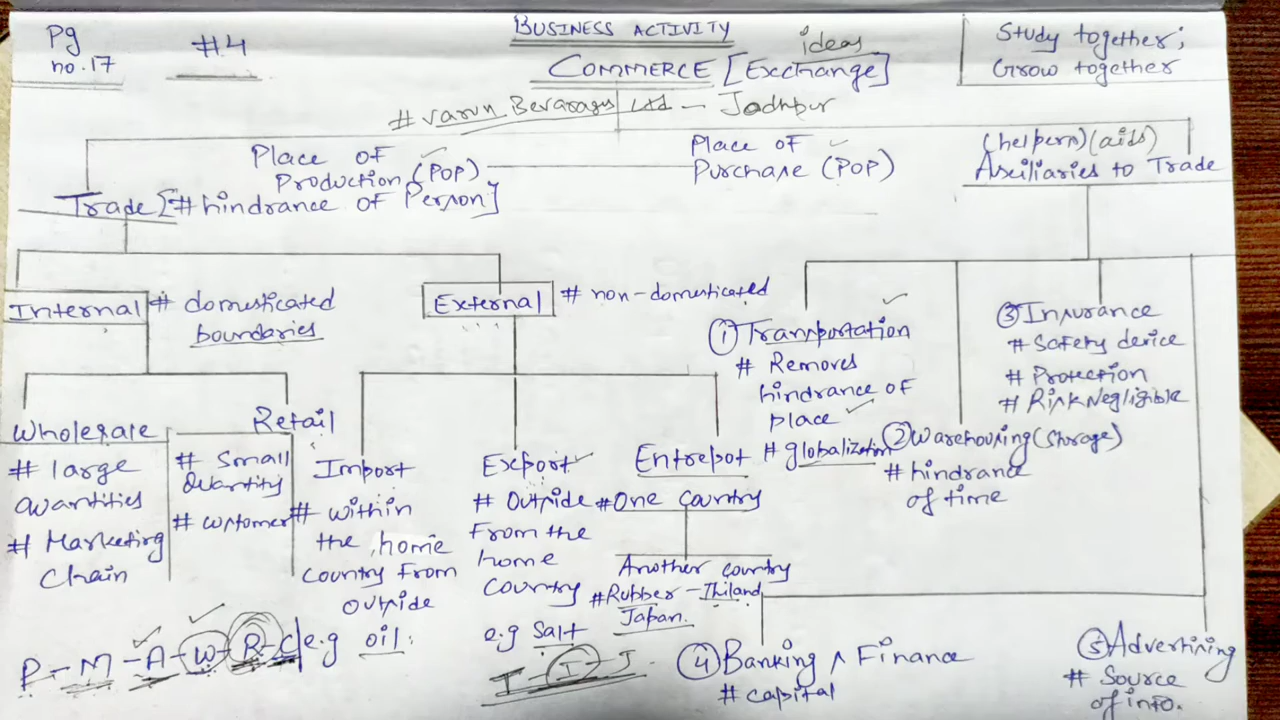 Pg
no.17
#4
BUSINESS ACTIVITY
ideas
COMMERCE [Exchange]
Study together;
Grow together
# varun Bevarages Ltd - Jodhpur
Place of
Production (POP)
Place of
Purchase (POP)
(helpers) (aids)
Auxiliaries to Trade
Trade [# hindrance of Person]
Internal # domesticated
boundaries
External # non-domesticated
Wholesale
# large
quantities
# Marketing
Chain
Retail
# Small
Quantity
# customer
Import
# within
the home
country from
outside
e.g oil.
Export
# Outside
from the
home
country
e.g Salt
Entrepot
# One country
Another country
# Rubber - Thiland
Japan.
P - M - A - W - R - C
T - I - J
① Transportation
# Removes
hindrance of
place
# globalization
② Warehousing (Storage)
# hindrance
of time
③ Insurance
# Safety device
# Protection
# Risk Negligible
④ Banking & Finance
# capital
⑤ Advertising
# Source
of info.